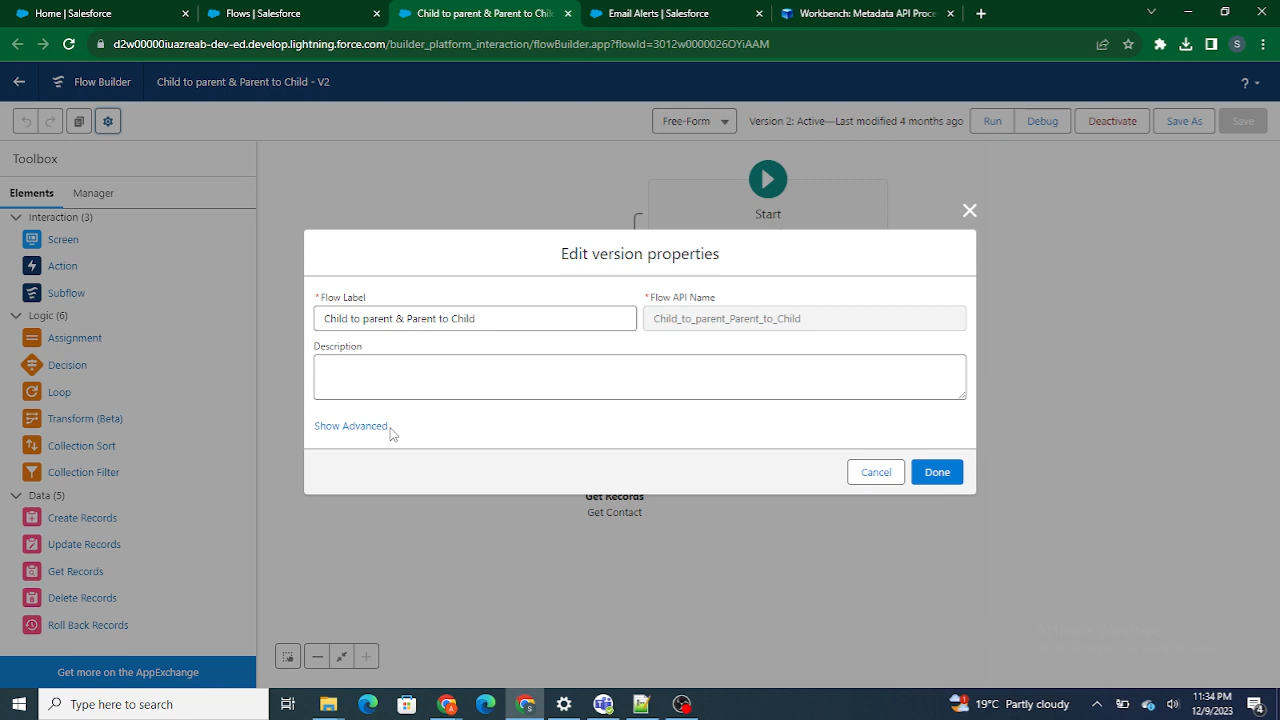 Home | Salesforce
Flows | Salesforce
Child to parent & Parent to Chil
Email Alerts | Salesforce
Workbench: Metadata API Proce
d2w00000iuazreab-dev-ed.develop.lightning.force.com/builder_platform_interaction/flowBuilder.app?flowId=3012w0000026OYiAAM
S
Flow Builder
Child to parent & Parent to Child - V2
?
Free-Form
Version 2: Active—Last modified 4 months ago
Run
Debug
Deactivate
Save As
Save
Toolbox
Elements
Manager
Interaction (3)
Screen
Action
Subflow
Logic (6)
Assignment
Decision
Loop
Transform (Beta)
Collection Sort
Collection Filter
Data (5)
Create Records
Update Records
Get Records
Delete Records
Roll Back Records
Get more on the AppExchange
Start
Edit version properties
* Flow Label
* Flow API Name
Child to parent & Parent to Child
Child_to_parent_Parent_to_Child
Description
Show Advanced
Cancel
Done
Get Records
Get Contact
Type here to search
19°C Partly cloudy
11:34 PM
12/9/2023
4